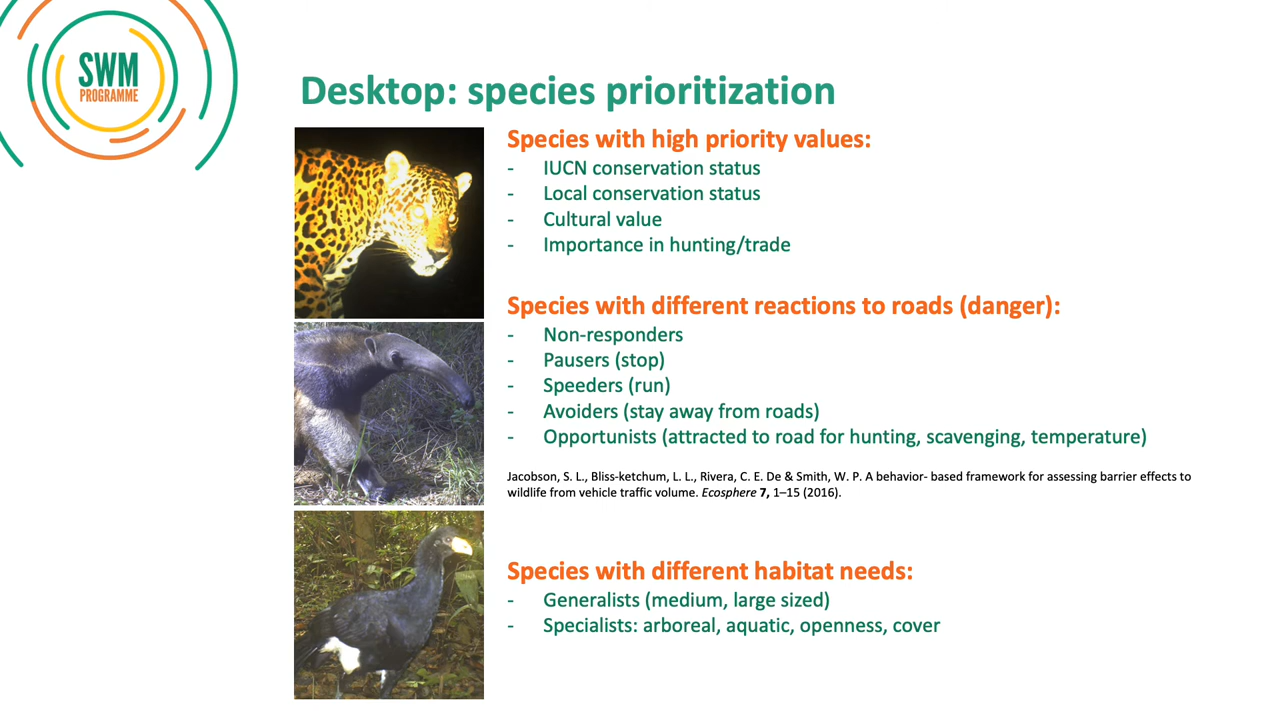 SWM
PROGRAMME
Desktop: species prioritization
Species with high priority values:
- IUCN conservation status
- Local conservation status
- Cultural value
- Importance in hunting/trade
Species with different reactions to roads (danger):
- Non-responders
- Pausers (stop)
- Speeders (run)
- Avoiders (stay away from roads)
- Opportunists (attracted to road for hunting, scavenging, temperature)
Jacobson, S. L., Bliss-ketchum, L. L., Rivera, C. E. De & Smith, W. P. A behavior- based framework for assessing barrier effects to
wildlife from vehicle traffic volume. Ecosphere 7, 1–15 (2016).
Species with different habitat needs:
- Generalists (medium, large sized)
- Specialists: arboreal, aquatic, openness, cover